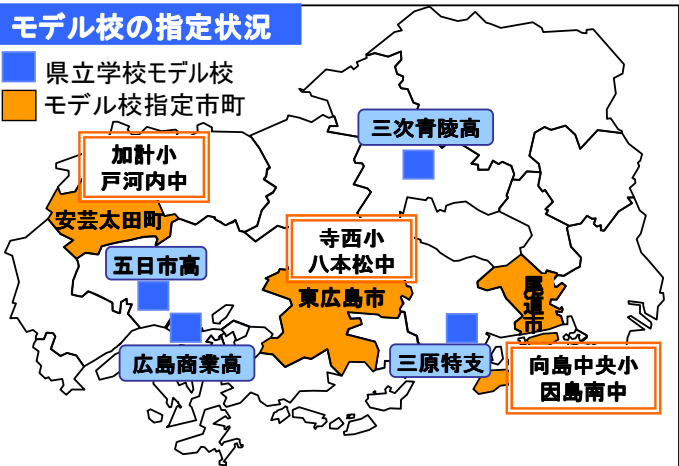 モデル校の指定状況
県立学校モデル校
モデル校指定市町
三次青陵高
加計小
戸河内中
安芸太田町
寺西小
八本松中
五日市高
東広島市
尾道市
広島商業高
三原特支
向島中央小
因島南中